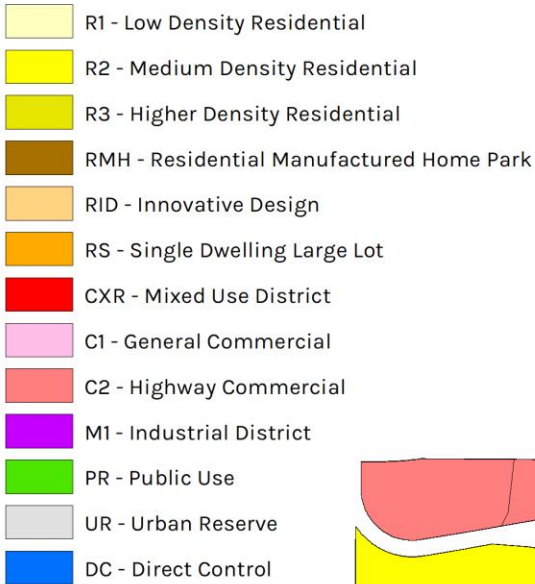 R1 - Low Density Residential
R2 - Medium Density Residential
R3 - Higher Density Residential
RMH - Residential Manufactured Home Park
RID - Innovative Design
RS - Single Dwelling Large Lot
CXR - Mixed Use District
C1 - General Commercial
C2 - Highway Commercial
M1 - Industrial District
PR - Public Use
UR - Urban Reserve
DC - Direct Control